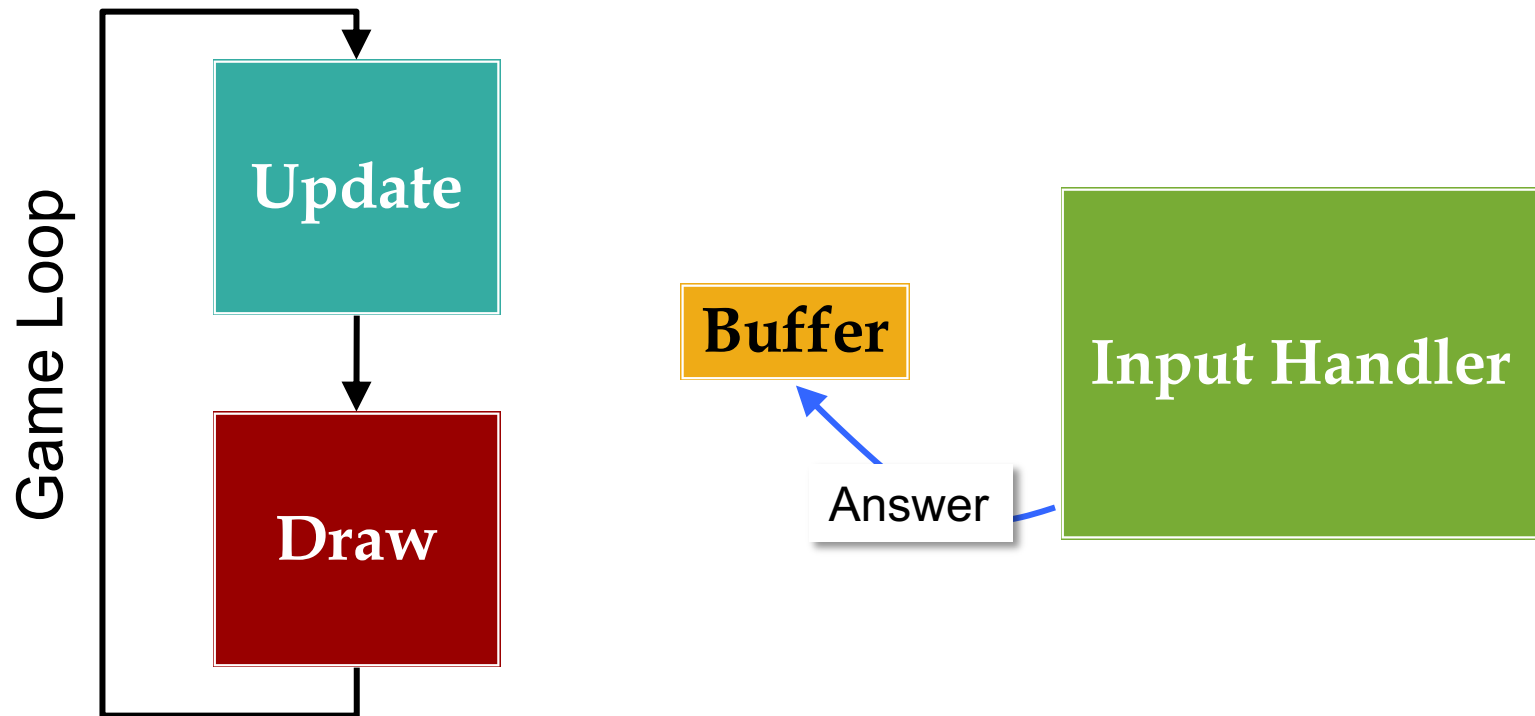 Game Loop
Update
Draw
Buffer
Answer
Input Handler